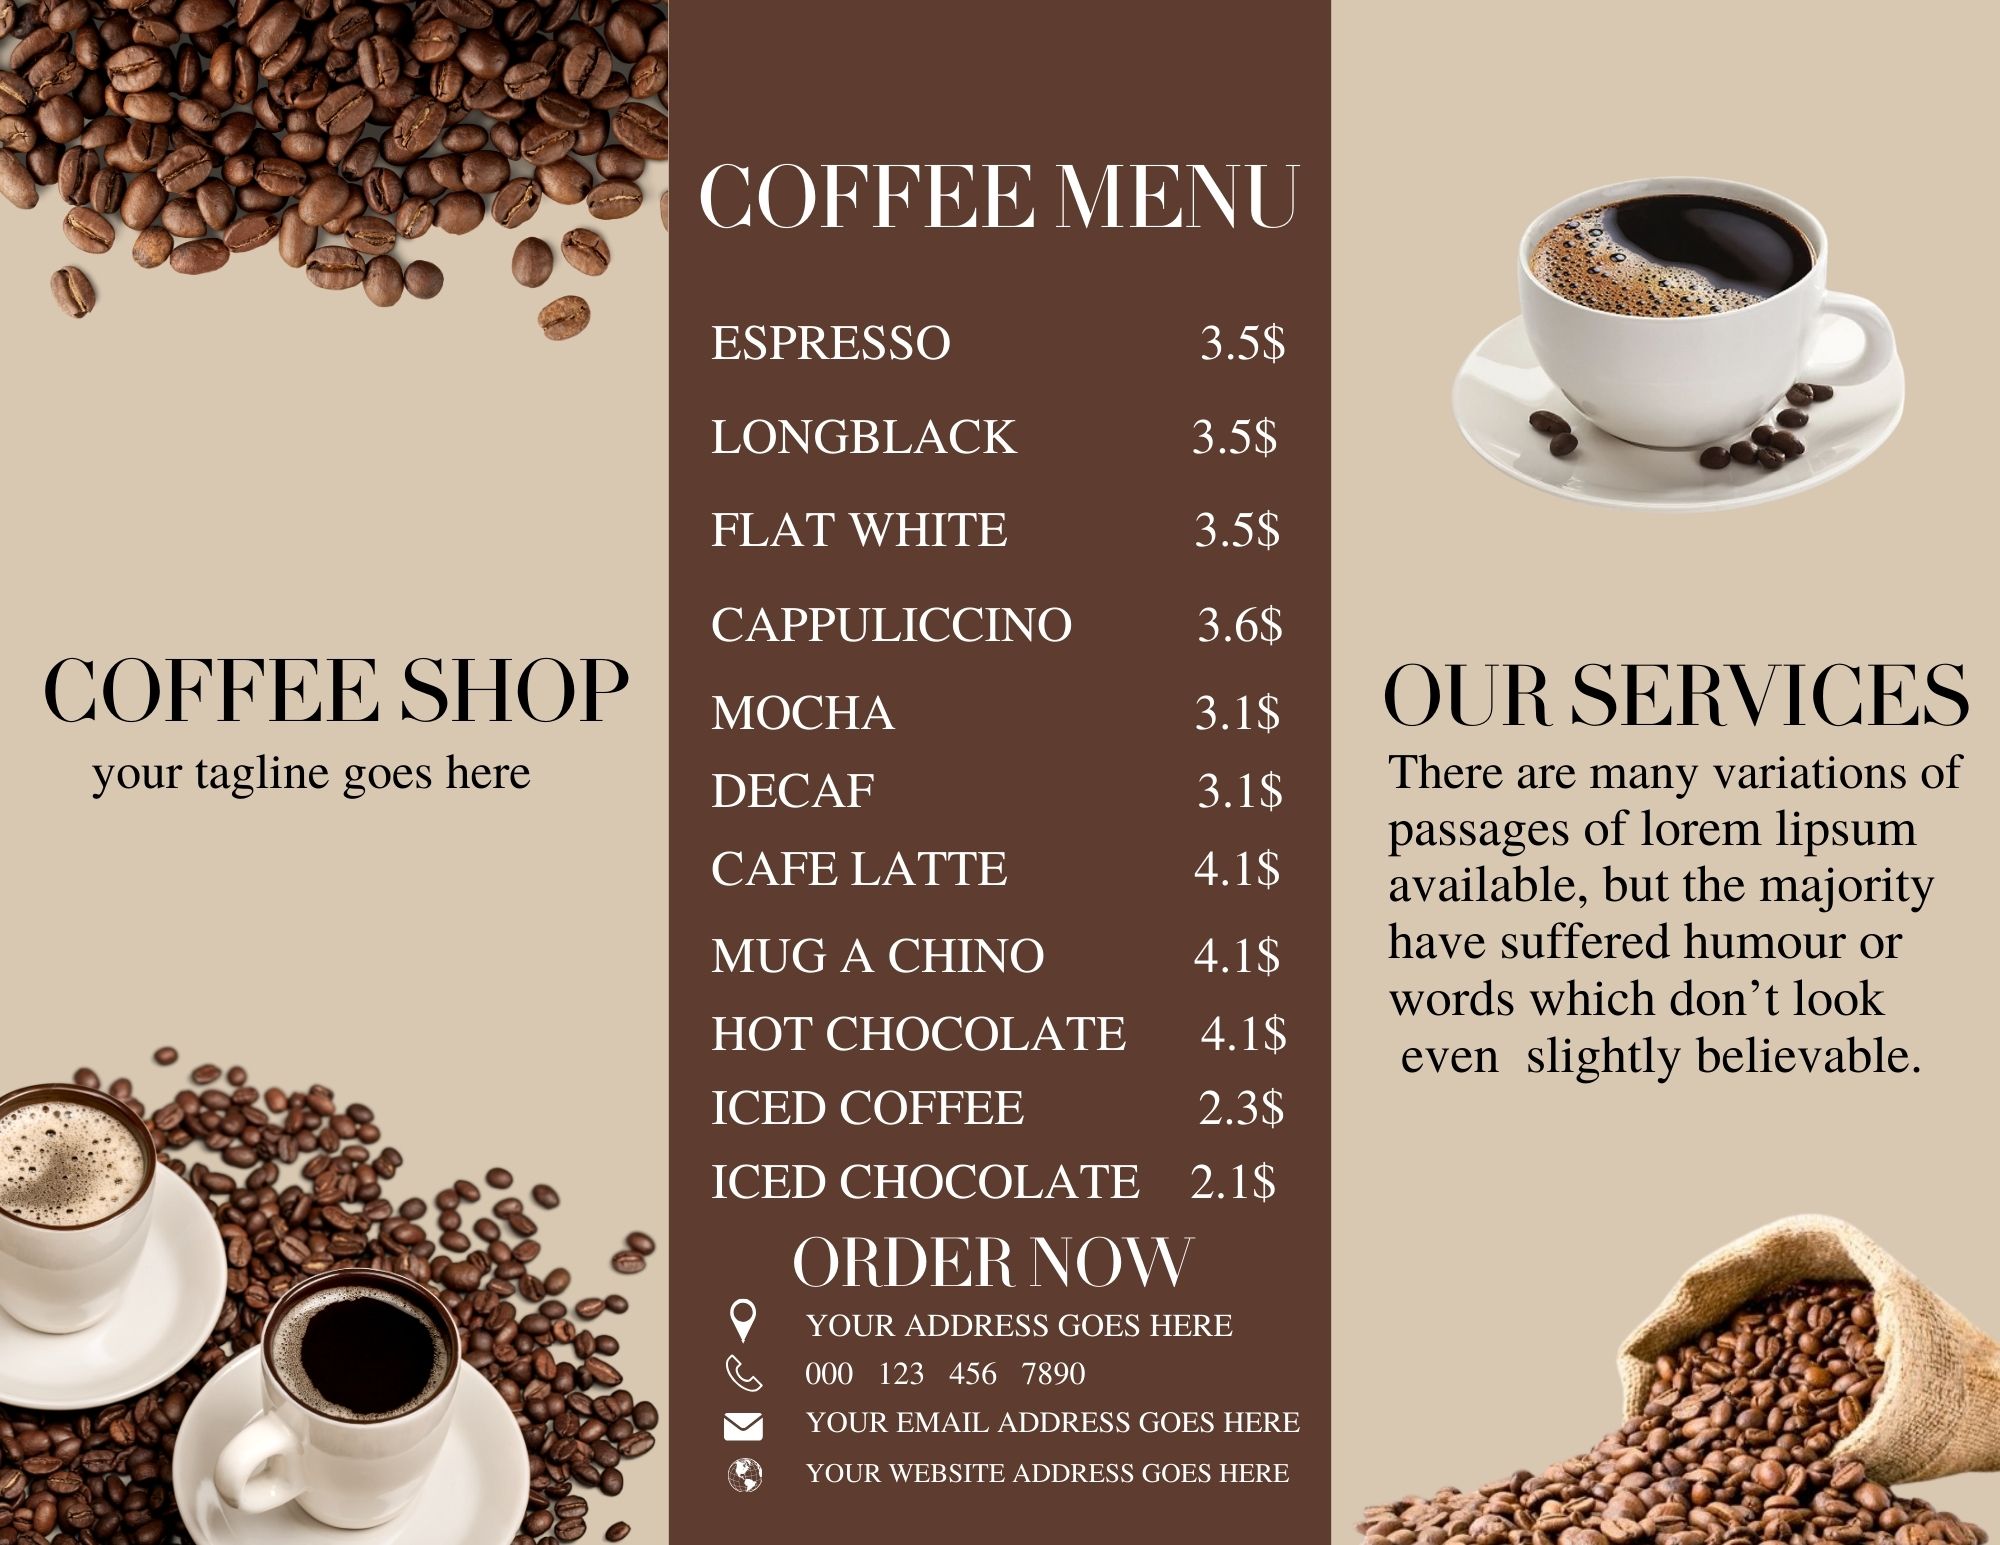 COFFEE SHOP
your tagline goes here
COFFEE MENU
ESPRESSO 3.5$
LONGBLACK 3.5$
FLAT WHITE 3.5$
CAPPULICCINO 3.6$
MOCHA 3.1$
DECAF 3.1$
CAFE LATTE 4.1$
MUG A CHINO 4.1$
HOT CHOCOLATE 4.1$
ICED COFFEE 2.3$
ICED CHOCOLATE 2.1$
ORDER NOW
YOUR ADDRESS GOES HERE
000 123 456 7890
YOUR EMAIL ADDRESS GOES HERE
YOUR WEBSITE ADDRESS GOES HERE
OUR SERVICES
There are many variations of
passages of lorem lipsum
available, but the majority
have suffered humour or
words which don’t look
even slightly believable.